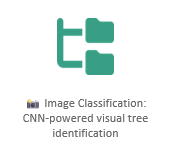 📸 Image Classification:
CNN-powered visual tree
identification